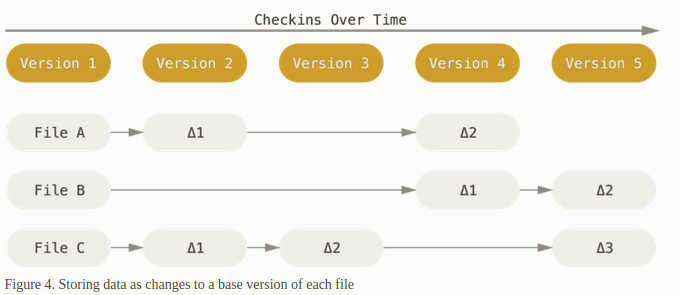 Checkins Over Time
Version 1 Version 2 Version 3 Version 4 Version 5
File A Δ1 Δ2
File B Δ1 Δ2
File C Δ1 Δ2 Δ3
Figure 4. Storing data as changes to a base version of each file